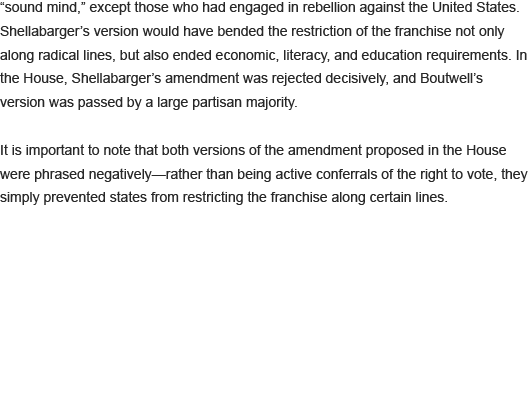 “sound mind,” except those who had engaged in rebellion against the United States.
Shellabarger’s version would have bended the restriction of the franchise not only
along radical lines, but also ended economic, literacy, and education requirements. In
the House, Shellabarger’s amendment was rejected decisively, and Boutwell’s
version was passed by a large partisan majority.
It is important to note that both versions of the amendment proposed in the House
were phrased negatively—rather than being active conferrals of the right to vote, they
simply prevented states from restricting the franchise along certain lines.